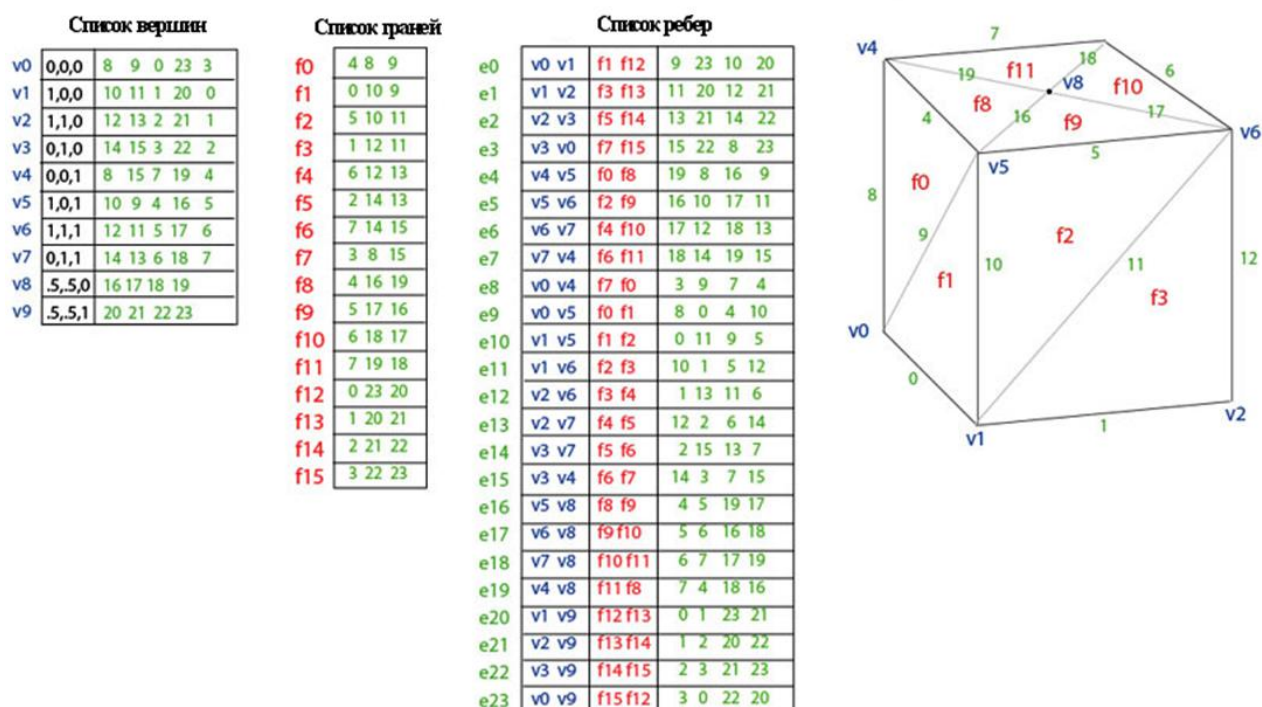 Список вершин
v0 0,0,0 8 9 0 23 3
v1 1,0,0 10 11 1 20 0
v2 1,1,0 12 13 2 21 1
v3 0,1,0 14 15 3 22 2
v4 0,0,1 8 15 7 19 4
v5 1,0,1 10 9 4 16 5
v6 1,1,1 12 11 5 17 6
v7 0,1,1 14 13 6 18 7
v8 .5,.5,0 16 17 18 19
v9 .5,.5,1 20 21 22 23
Список граней
f0 4 8 9
f1 0 10 9
f2 5 10 11
f3 1 12 11
f4 6 12 13
f5 2 14 13
f6 7 14 15
f7 3 8 15
f8 4 16 19
f9 5 17 16
f10 6 18 17
f11 7 19 18
f12 0 23 20
f13 1 20 21
f14 2 21 22
f15 3 22 23
Список ребер
e0 v0 v1 f1 f12 9 23 10 20
e1 v1 v2 f3 f13 11 20 12 21
e2 v2 v3 f5 f14 13 21 14 22
e3 v3 v0 f7 f15 15 22 8 23
e4 v4 v5 f0 f8 19 8 16 9
e5 v5 v6 f2 f9 16 10 17 11
e6 v6 v7 f4 f10 17 12 18 13
e7 v7 v4 f6 f11 18 14 19 15
e8 v0 v4 f7 f0 3 9 7 4
e9 v0 v5 f0 f1 8 0 4 10
e10 v1 v5 f1 f2 0 11 9 5
e11 v1 v6 f2 f3 10 1 5 12
e12 v2 v6 f3 f4 1 13 11 6
e13 v2 v7 f4 f5 12 2 6 14
e14 v3 v7 f5 f6 2 15 13 7
e15 v3 v4 f6 f7 14 3 7 15
e16 v5 v8 f8 f9 4 5 19 17
e17 v6 v8 f9 f10 5 6 16 18
e18 v7 v8 f10 f11 6 7 17 19
e19 v4 v8 f11 f8 7 4 18 16
e20 v1 v9 f12 f13 0 1 23 21
e21 v2 v9 f13 f14 1 2 20 22
e22 v3 v9 f14 f15 2 3 21 23
e23 v0 v9 f15 f12 3 0 22 20
7
v4
18
19 f11 v8 6
f10
f8 16 17
4 f9
v6
v5 5
f0
8
9 f2
10 11 12
f1 f3
v0
0
v2
v1 1